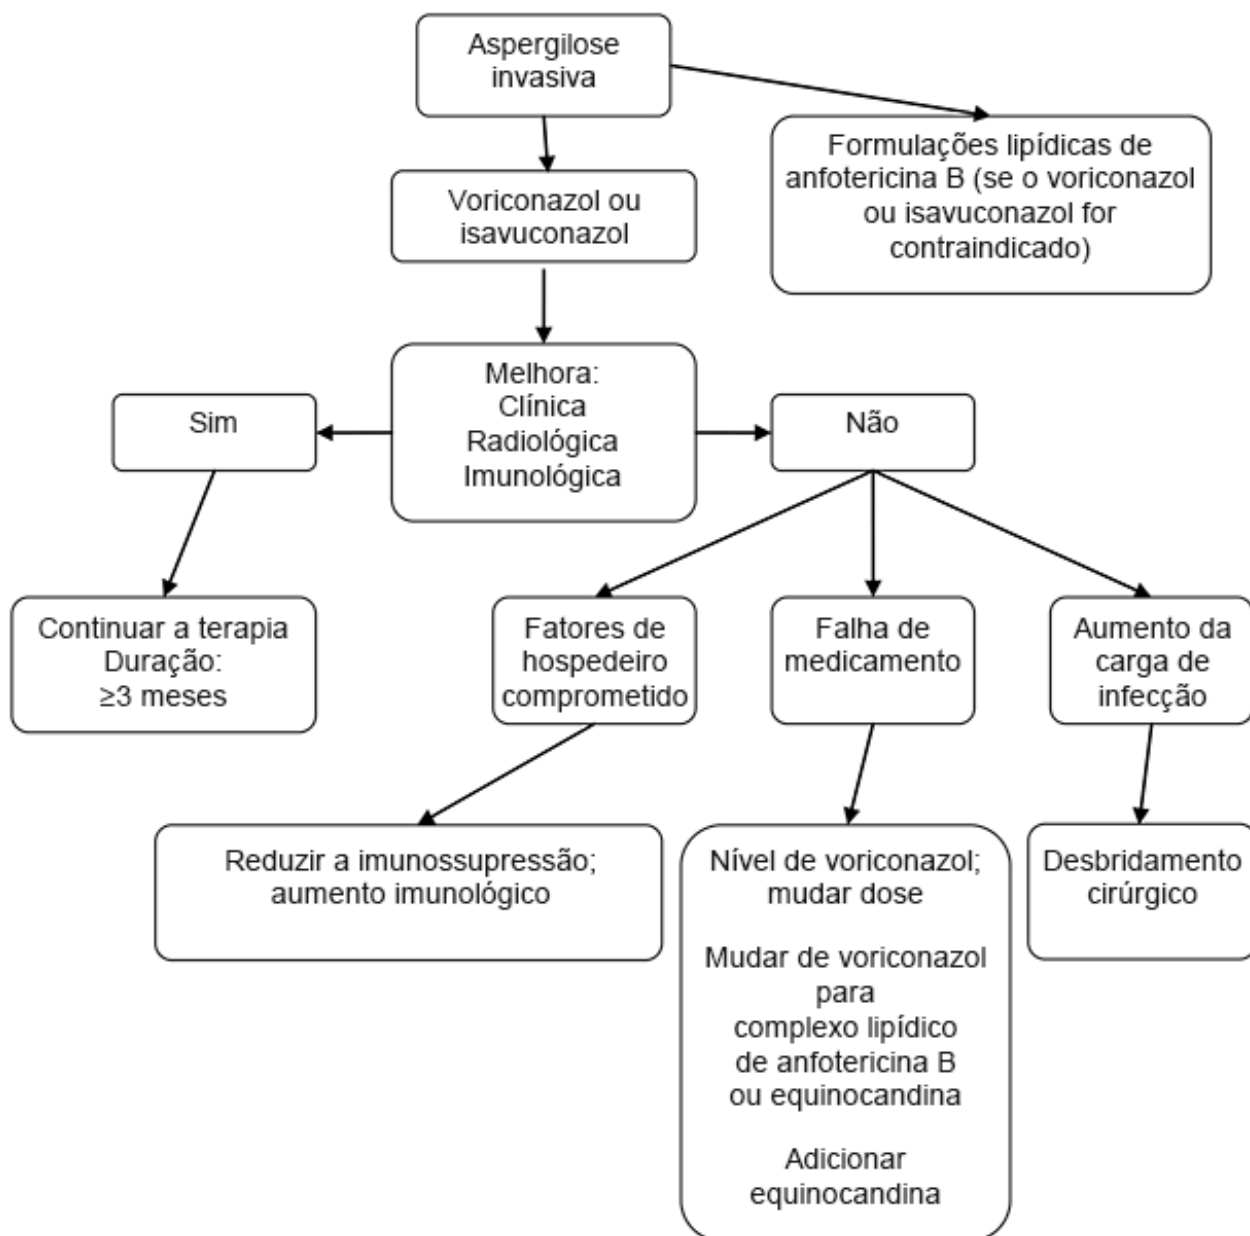 Aspergilose
invasiva
Formulações lipídicas de
anfotericina B (se o voriconazol
ou isavuconazol for
contraindicado)
Voriconazol ou
isavuconazol
Melhora:
Clínica
Radiológica
Imunológica
Sim
Não
Continuar a terapia
Duração:
≥3 meses
Fatores de
hospedeiro
comprometido
Falha de
medicamento
Aumento da
carga de
infecção
Reduzir a imunossupressão;
aumento imunológico
Nível de voriconazol;
mudar dose
Mudar de voriconazol
para
complexo lipídico
de anfotericina B
ou equinocandina
Adicionar
equinocandina
Desbridamento
cirúrgico